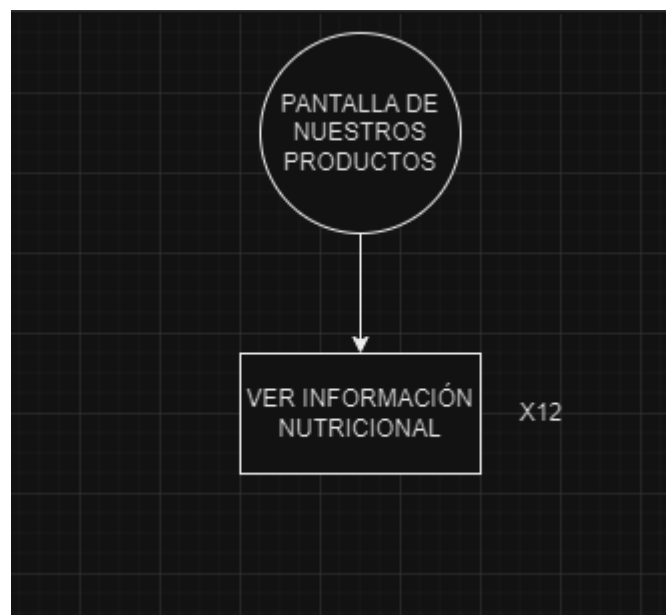 PANTALLA DE
NUESTROS
PRODUCTOS
VER INFORMACIÓN
NUTRICIONAL
X12